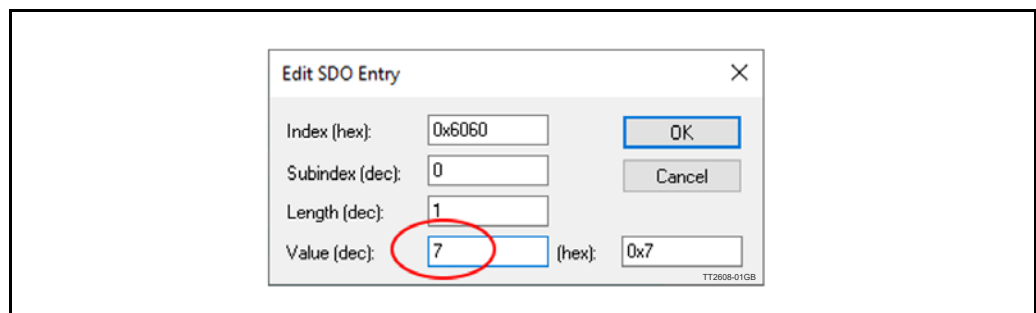 Edit SDO Entry
Index (hex): 0x6060 OK
Subindex (dec): 0 Cancel
Length (dec): 1
Value (dec): 7 (hex): 0x7
TT2608-01GB